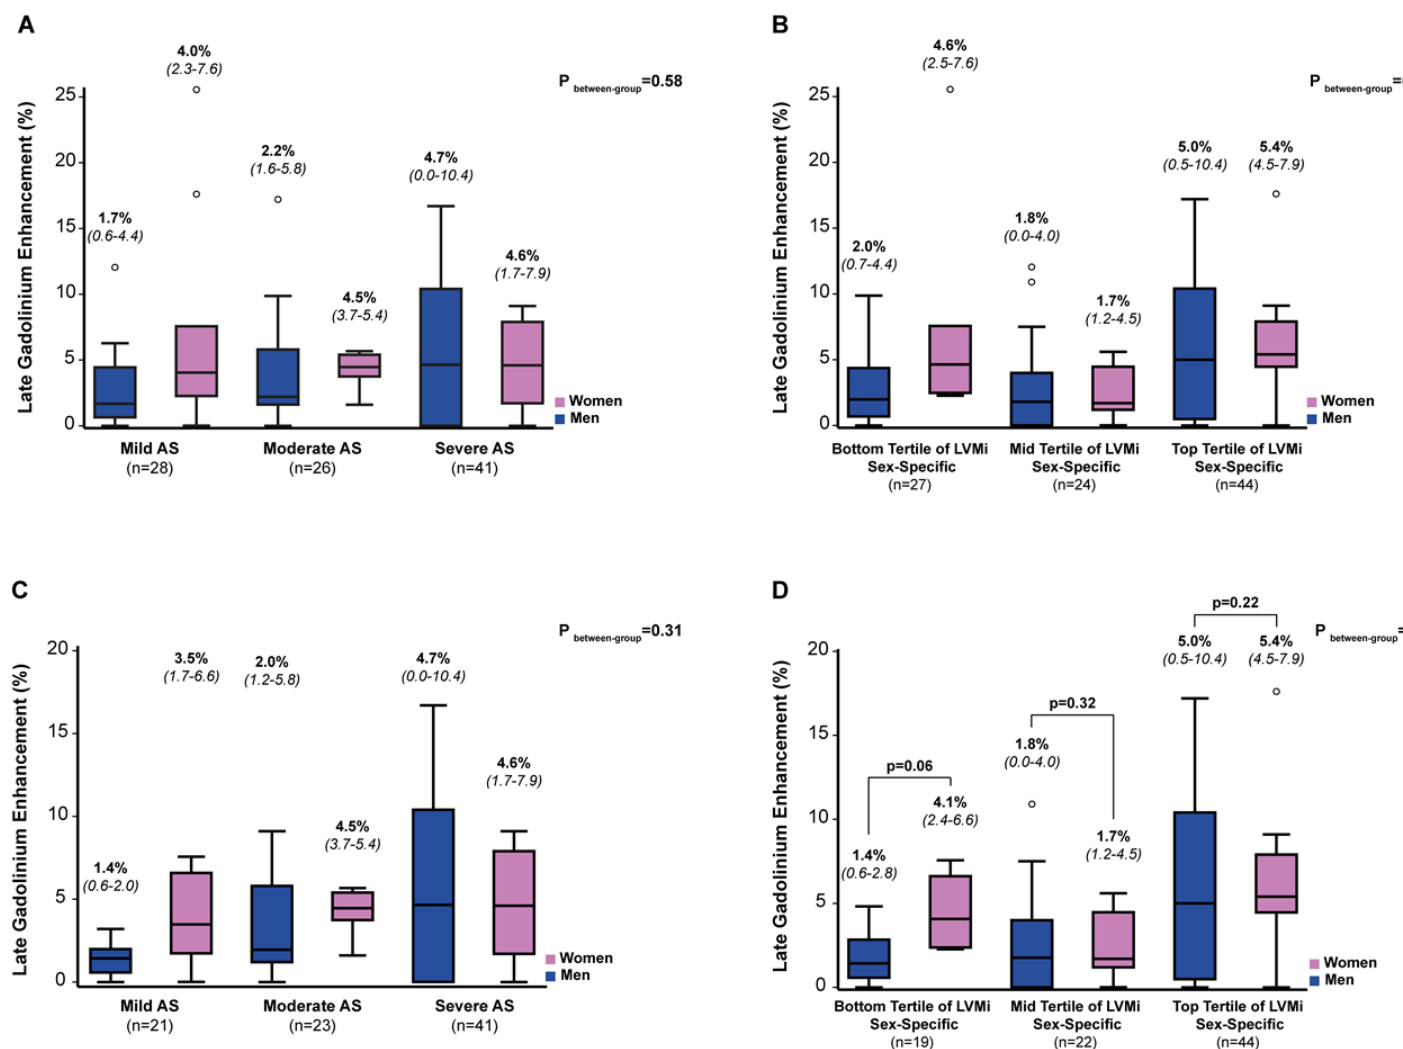 A
4.0%
(2.3-7.6)
P between-group=0.58
2.2%
(1.6-5.8)
4.7%
(0.0-10.4)
1.7%
(0.6-4.4)
4.6%
(1.7-7.9)
4.5%
(3.7-5.4)
Late Gadolinium Enhancement (%)
25
20
15
10
5
0
Women
Men
Mild AS
(n=28)
Moderate AS
(n=26)
Severe AS
(n=41)
B
4.6%
(2.5-7.6)
P between-group=
5.0%
(0.5-10.4)
5.4%
(4.5-7.9)
1.8%
(0.0-4.0)
2.0%
(0.7-4.4)
1.7%
(1.2-4.5)
Late Gadolinium Enhancement (%)
25
20
15
10
5
0
Women
Men
Bottom Tertile of LVMi
Sex-Specific
(n=27)
Mid Tertile of LVMi
Sex-Specific
(n=24)
Top Tertile of LVMi
Sex-Specific
(n=44)
C
P between-group=0.31
3.5%
(1.7-6.6)
2.0%
(1.2-5.8)
4.7%
(0.0-10.4)
4.6%
(1.7-7.9)
4.5%
(3.7-5.4)
1.4%
(0.6-2.0)
Late Gadolinium Enhancement (%)
20
15
10
5
0
Women
Men
Mild AS
(n=21)
Moderate AS
(n=23)
Severe AS
(n=41)
D
p=0.22
P between-group=
5.0%
(0.5-10.4)
5.4%
(4.5-7.9)
p=0.32
1.8%
(0.0-4.0)
p=0.06
4.1%
(2.4-6.6)
1.7%
(1.2-4.5)
1.4%
(0.6-2.8)
Late Gadolinium Enhancement (%)
20
15
10
5
0
Women
Men
Bottom Tertile of LVMi
Sex-Specific
(n=19)
Mid Tertile of LVMi
Sex-Specific
(n=22)
Top Tertile of LVMi
Sex-Specific
(n=44)